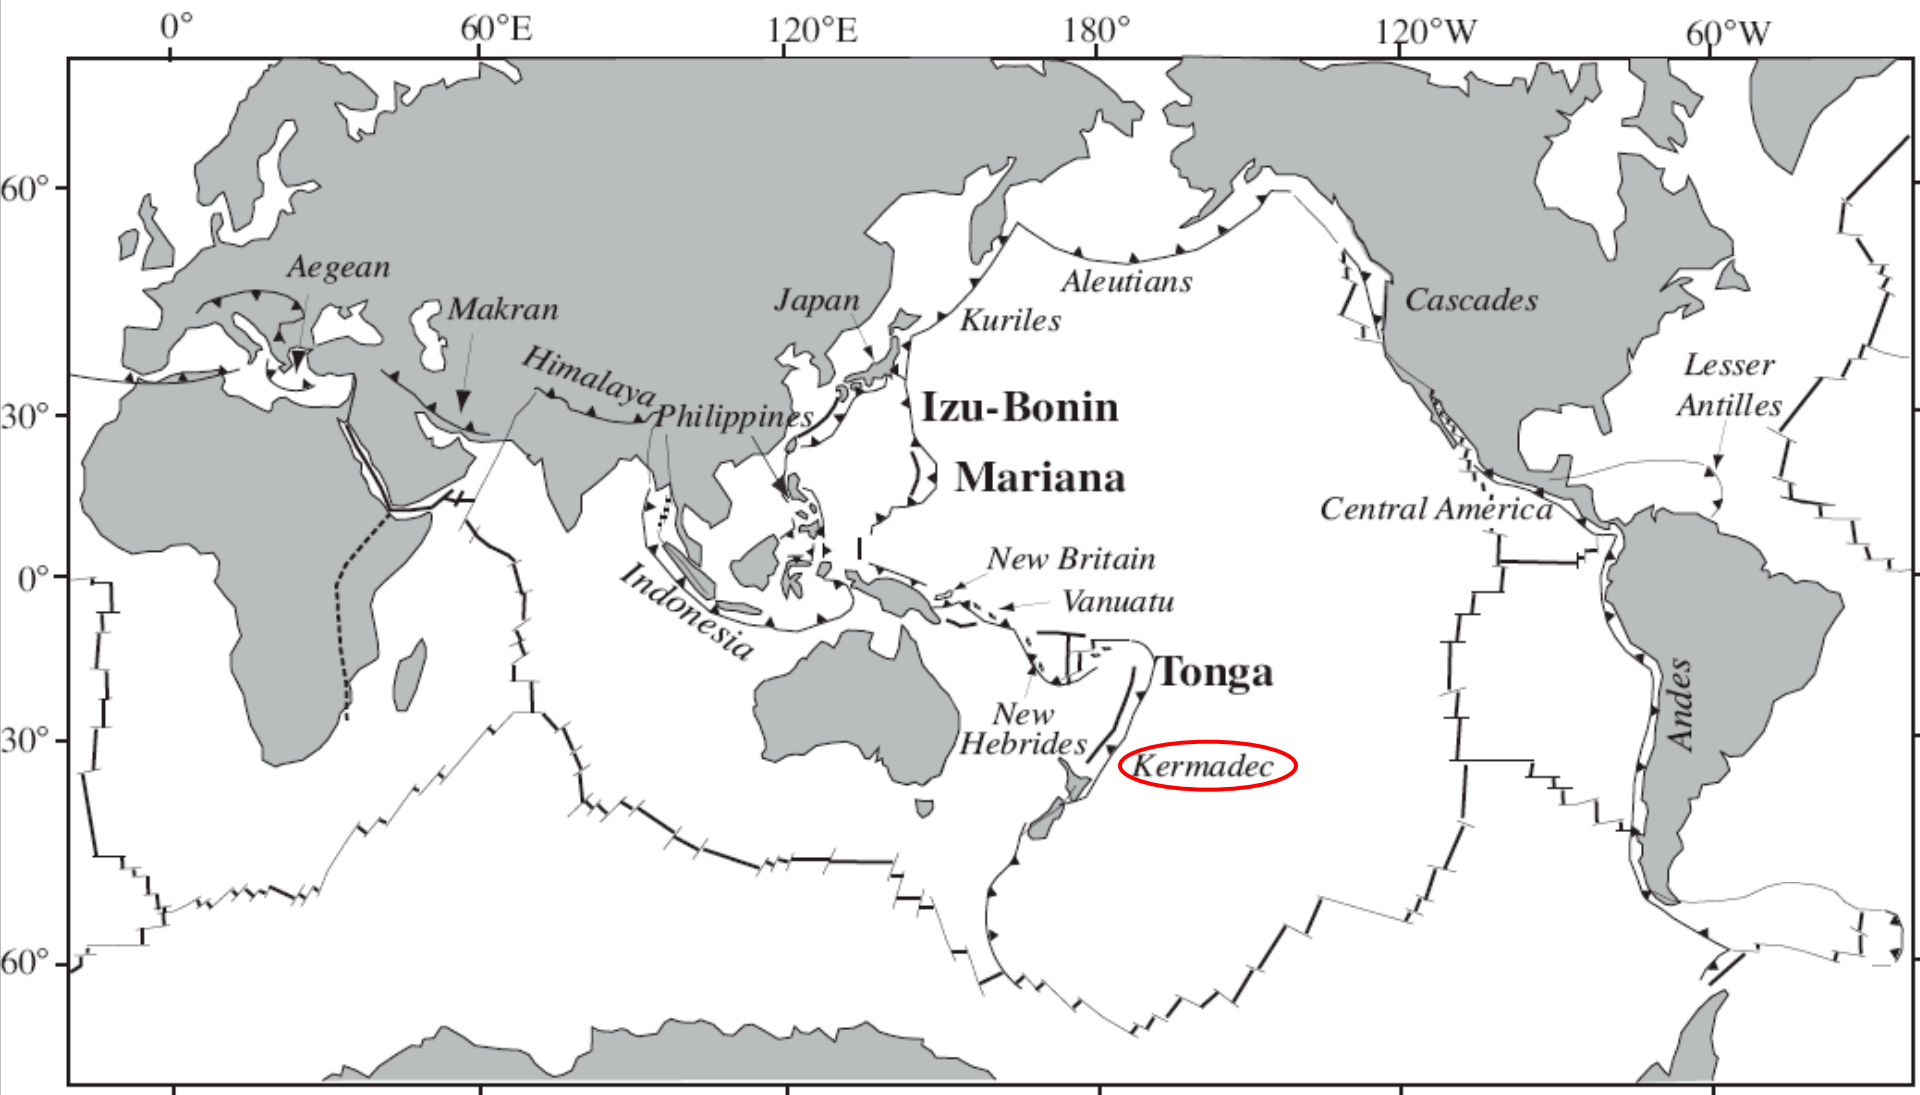 0°
60°E
120°E
180°
120°W
60°W
60°
30°
0°
30°
60°
Aegean
Makran
Himalaya
Philippines
Japan
Kuriles
Aleutians
Cascades
Izu-Bonin
Mariana
Lesser
Antilles
Central America
Indonesia
New Britain
Vanuatu
Tonga
New
Hebrides
Kermadec
Andes